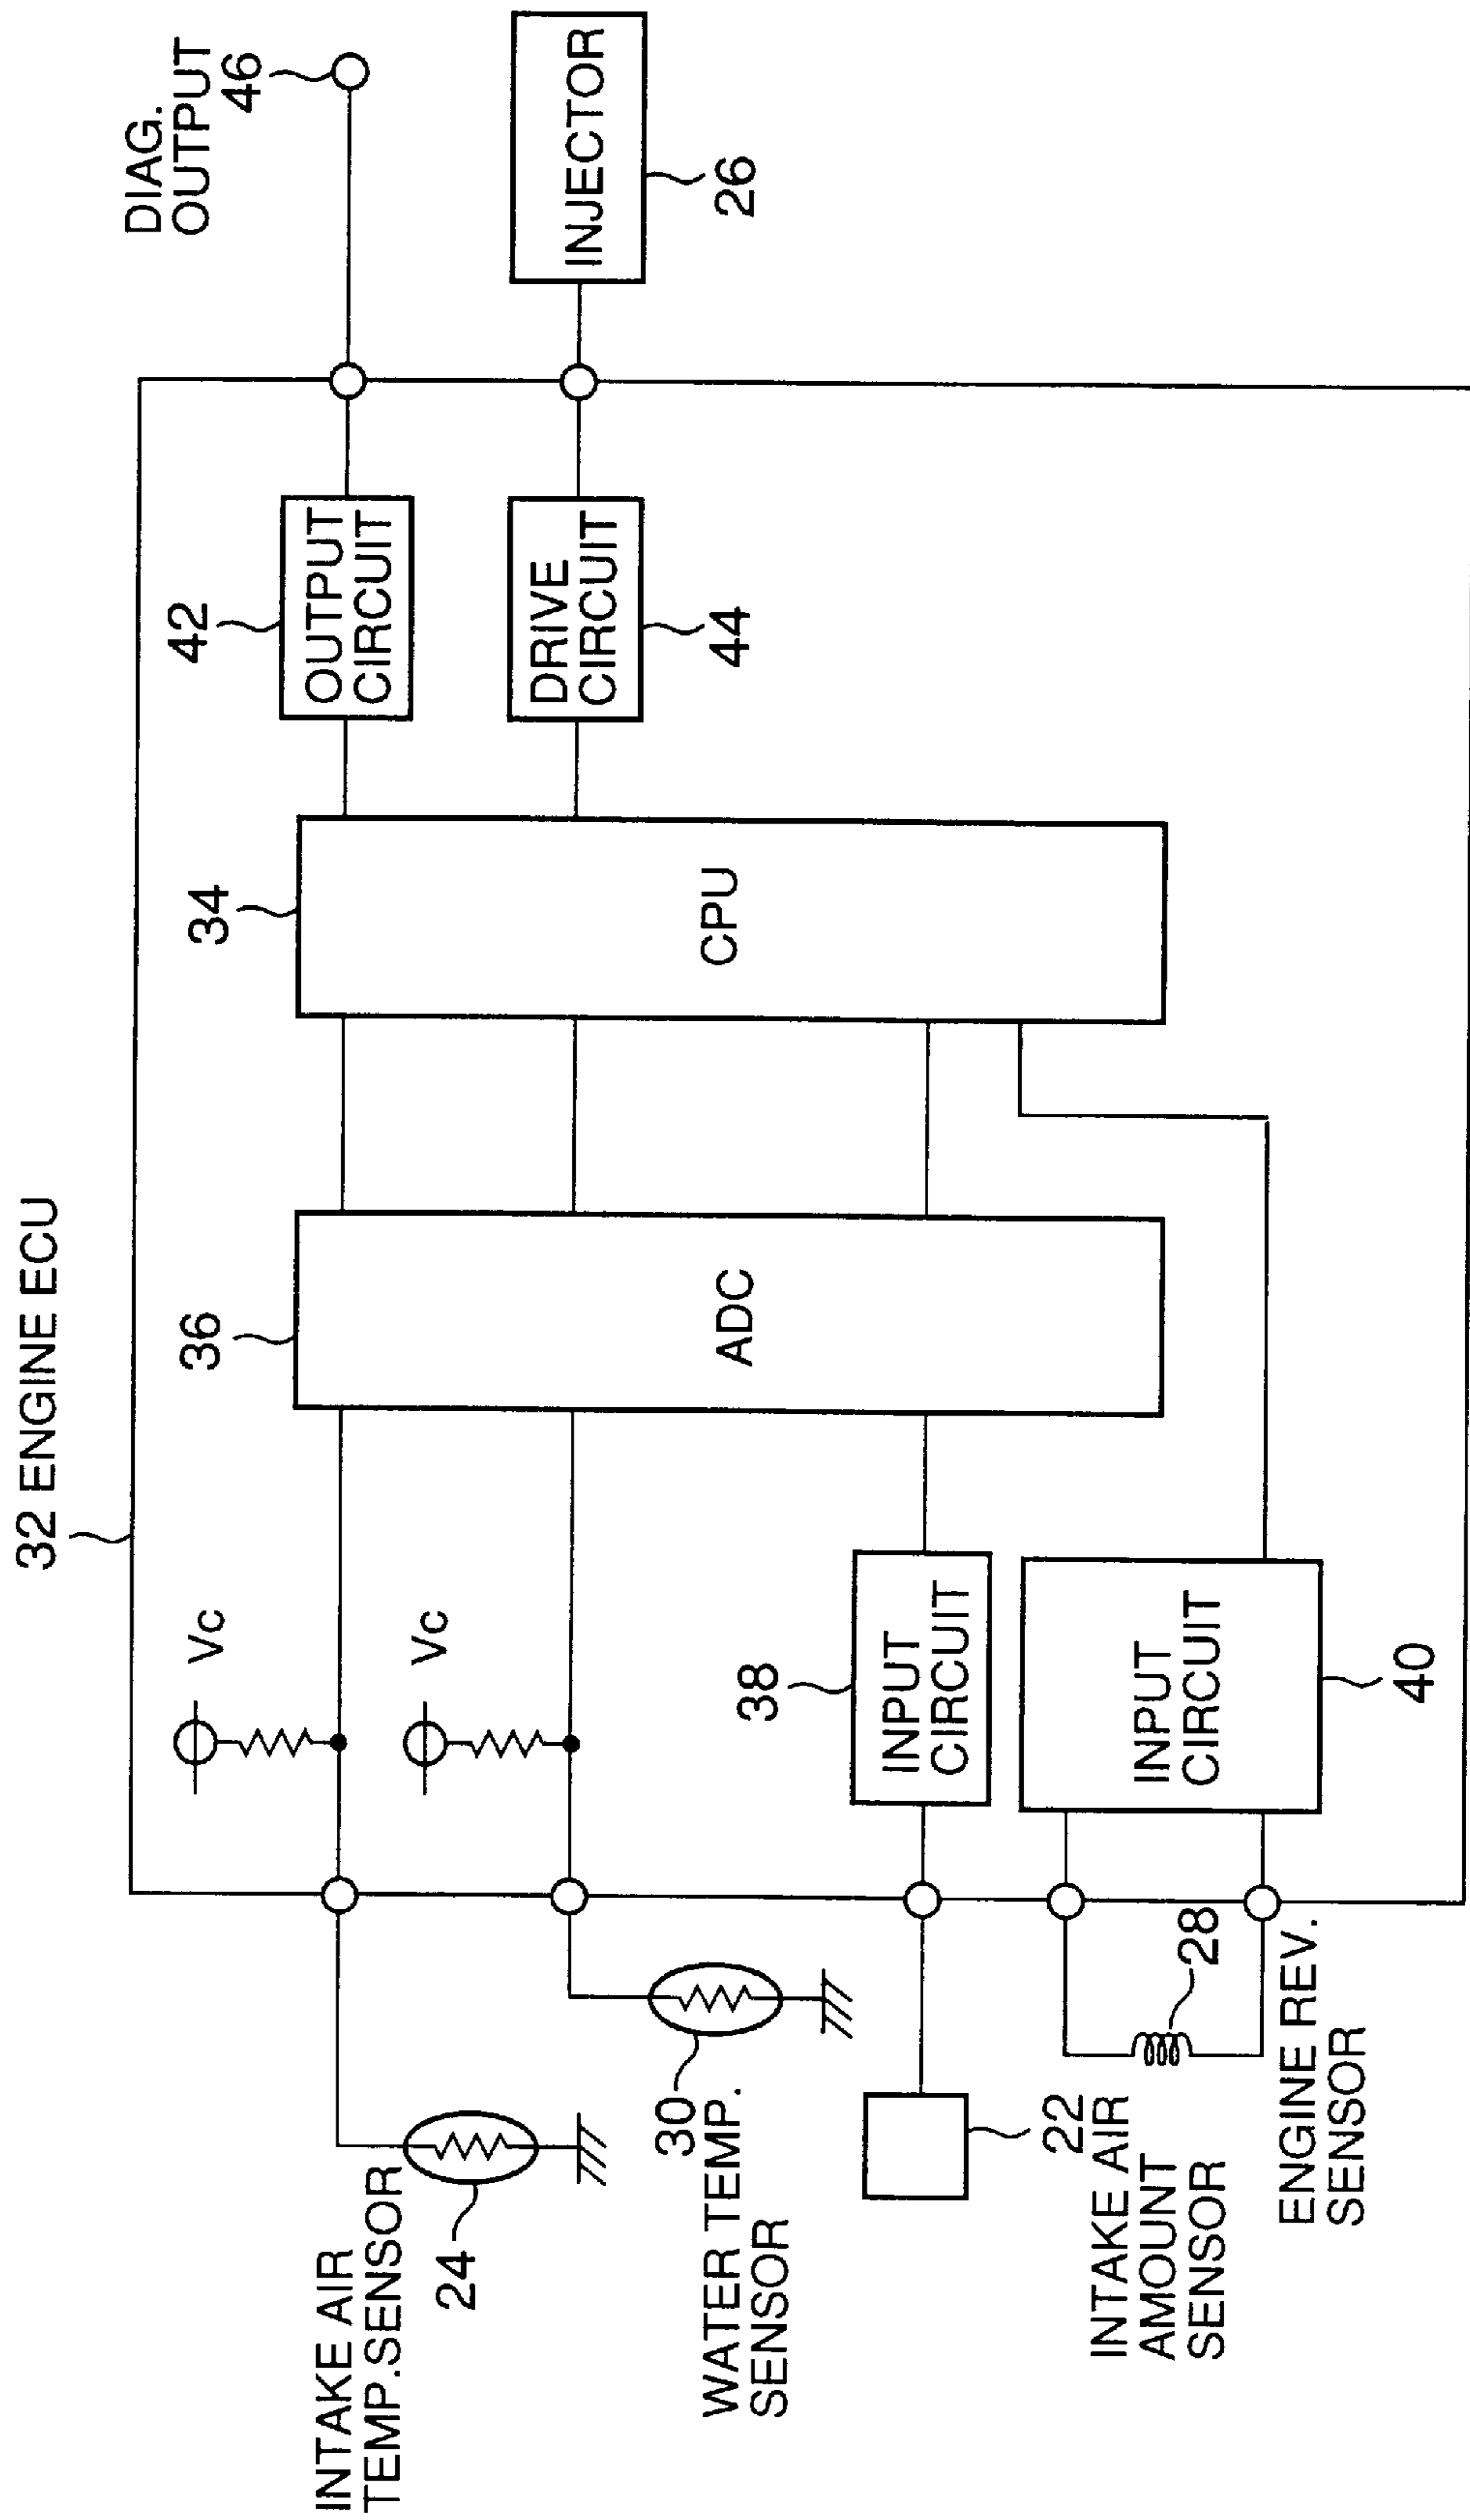 32 ENGINE ECU
DIAG.
OUTPUT
46
INTAKE AIR
TEMP.SENSOR
24
Vc
Vc
36
34
42
OUTPUT
CIRCUIT
INJECTOR
26
DRIVE
CIRCUIT
44
ADC
CPU
30
WATER TEMP.
SENSOR
38
INPUT
CIRCUIT
22
INTAKE AIR
AMOUNT
SENSOR
INPUT
CIRCUIT
40
28
ENGINE REV.
SENSOR